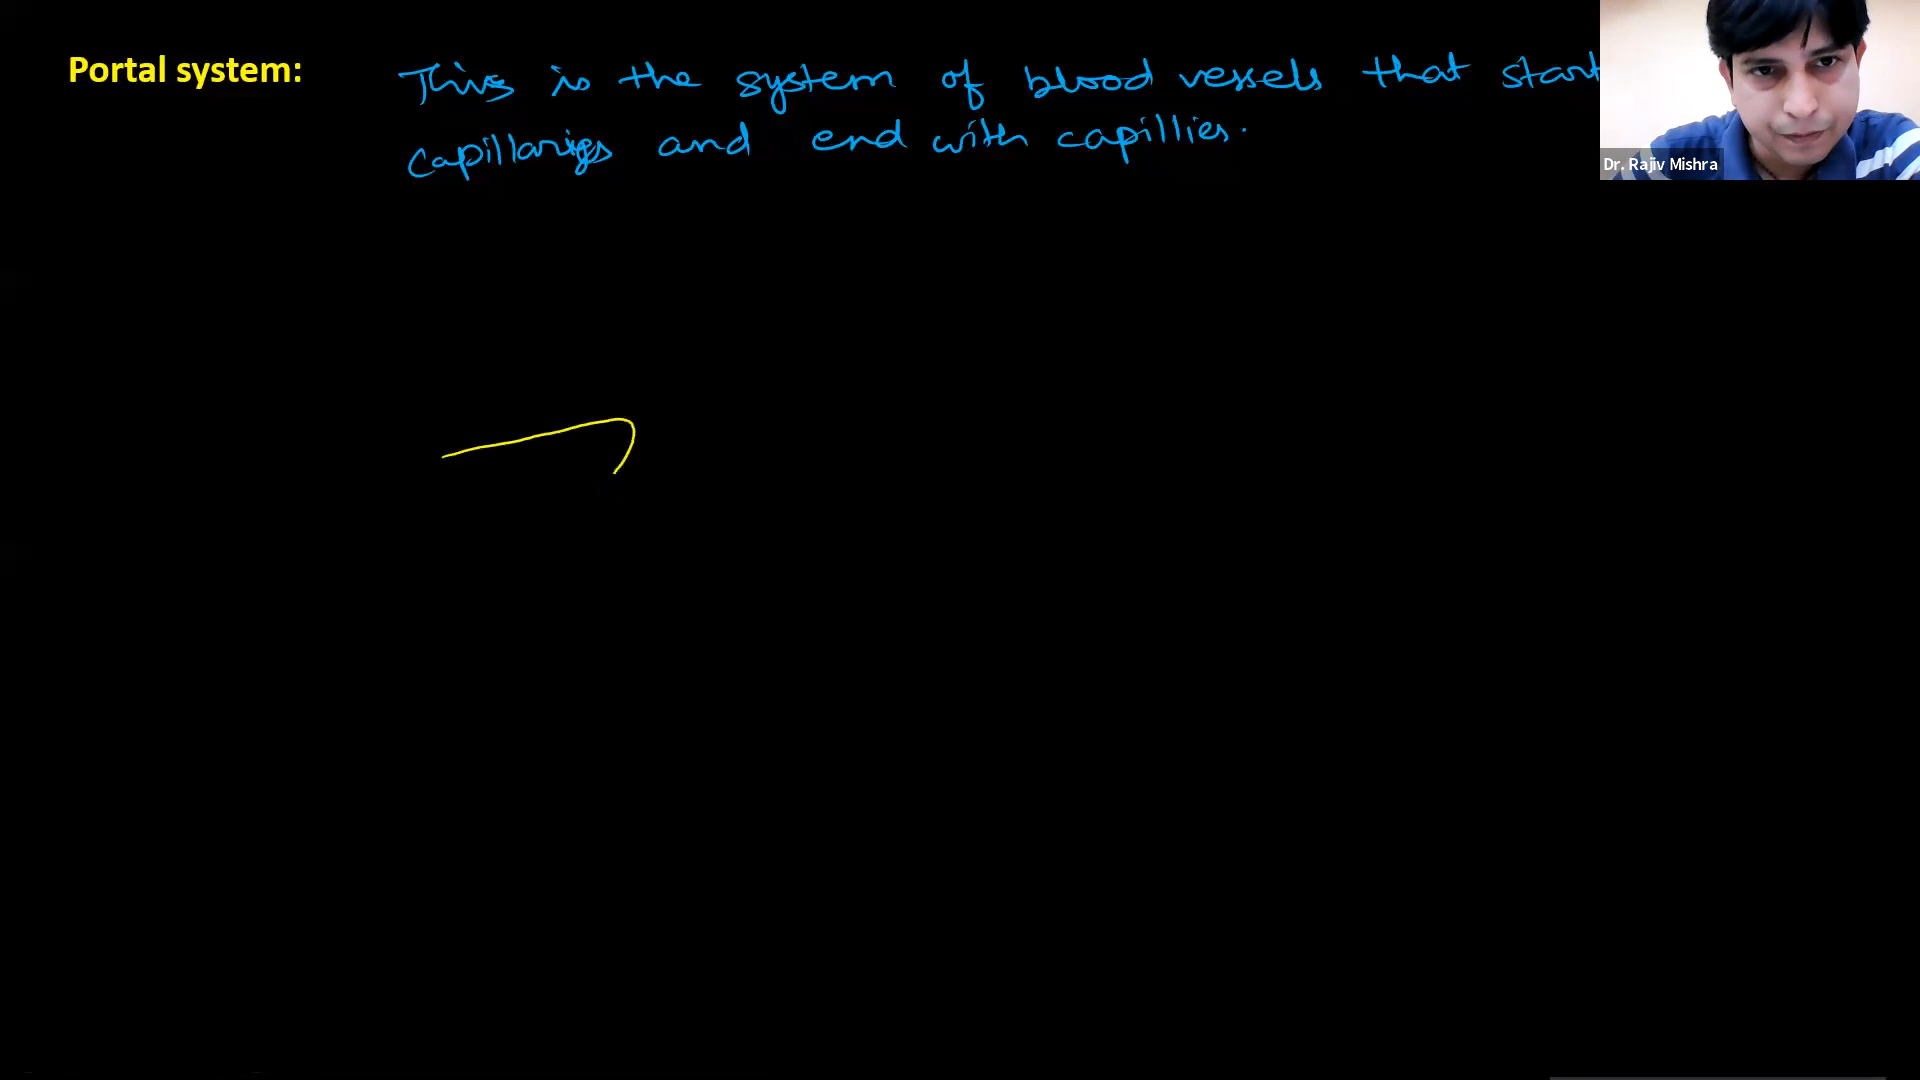 Portal system: This is the system of blood vessels that start
capillaries and end with capillies.
Dr. Rajiv Mishra